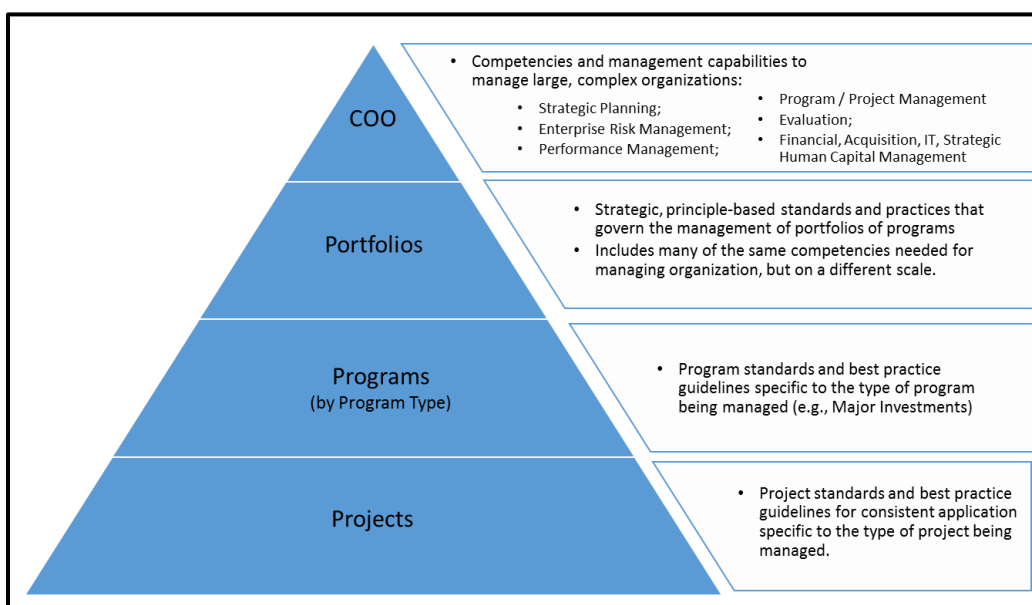 COO
• Competencies and management capabilities to
manage large, complex organizations:
• Strategic Planning;
• Enterprise Risk Management;
• Performance Management;
• Program / Project Management
• Evaluation;
• Financial, Acquisition, IT, Strategic
Human Capital Management
Portfolios
• Strategic, principle-based standards and practices that
govern the management of portfolios of programs
• Includes many of the same competencies needed for
managing organization, but on a different scale.
Programs
(by Program Type)
• Program standards and best practice
guidelines specific to the type of program
being managed (e.g., Major Investments)
Projects
• Project standards and best practice
guidelines for consistent application
specific to the type of project being
managed.